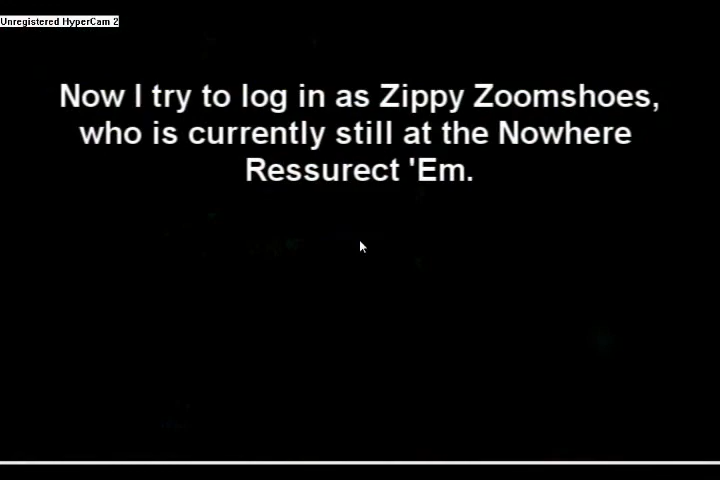 Unregistered HyperCam 2
Now I try to log in as Zippy Zoomshoes,
who is currently still at the Nowhere
Ressurect 'Em.